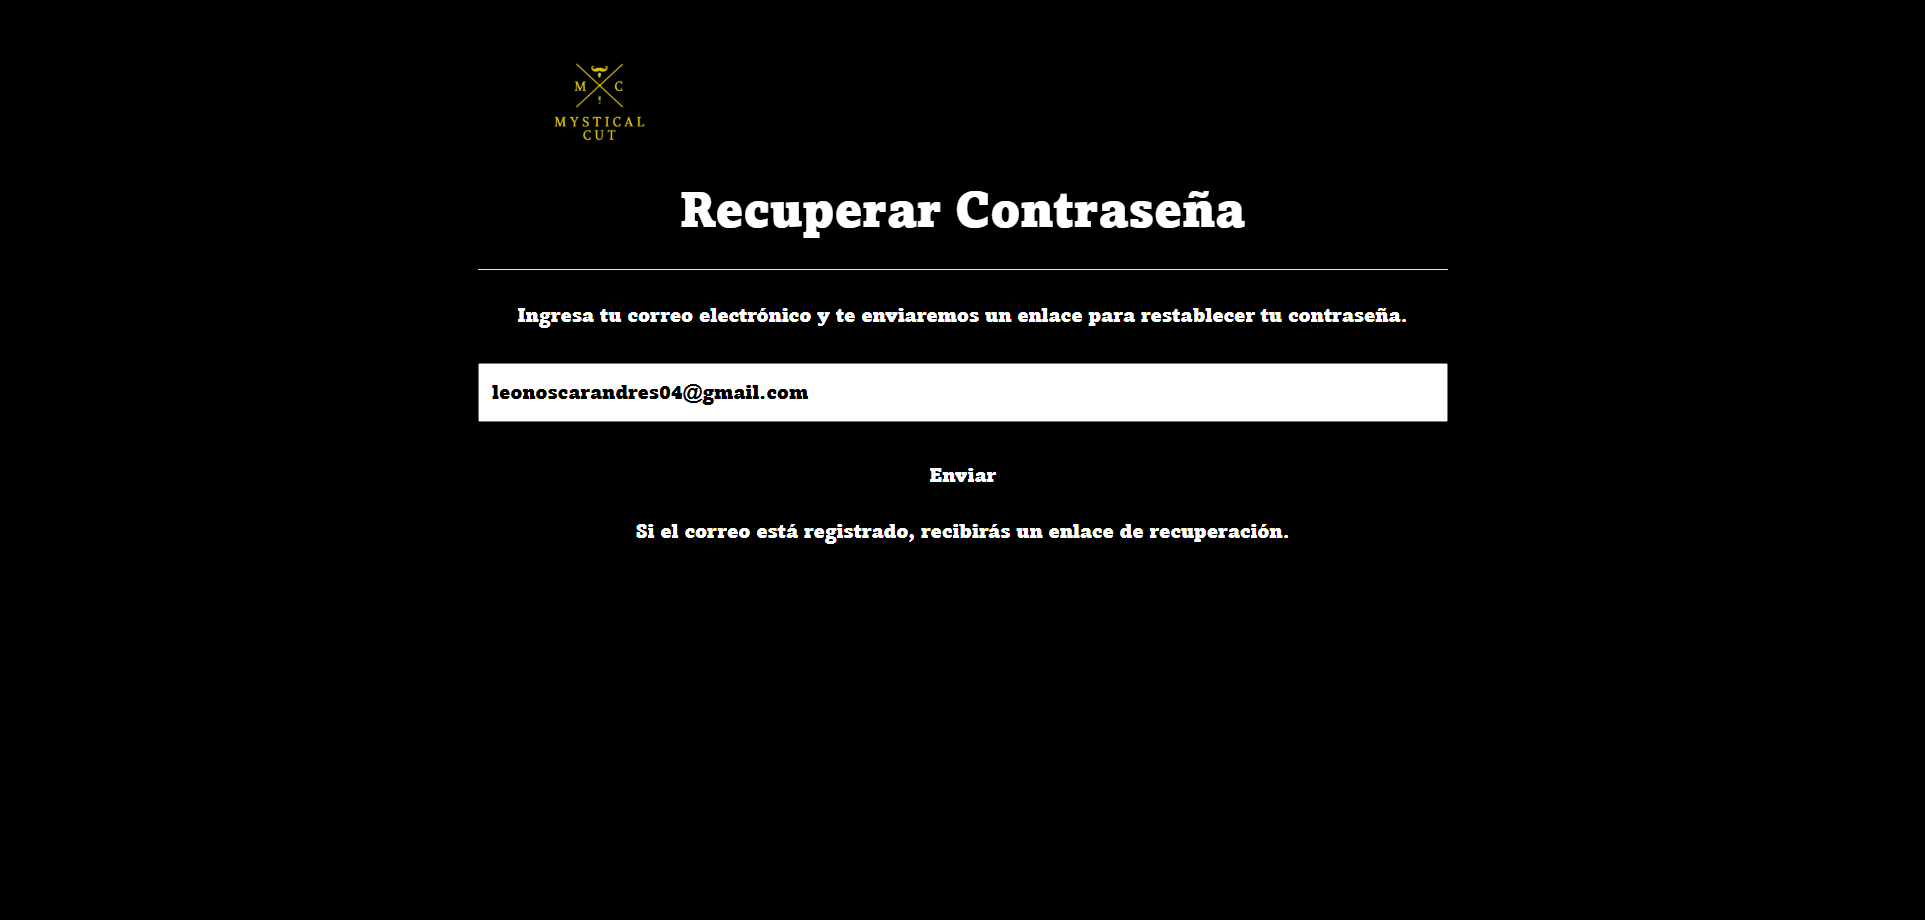 M C
MYSTICAL
CUT
Recuperar Contraseña
Ingresa tu correo electrónico y te enviaremos un enlace para restablecer tu contraseña.
leonoscarandres04@gmail.com
Enviar
Si el correo está registrado, recibirás un enlace de recuperación.